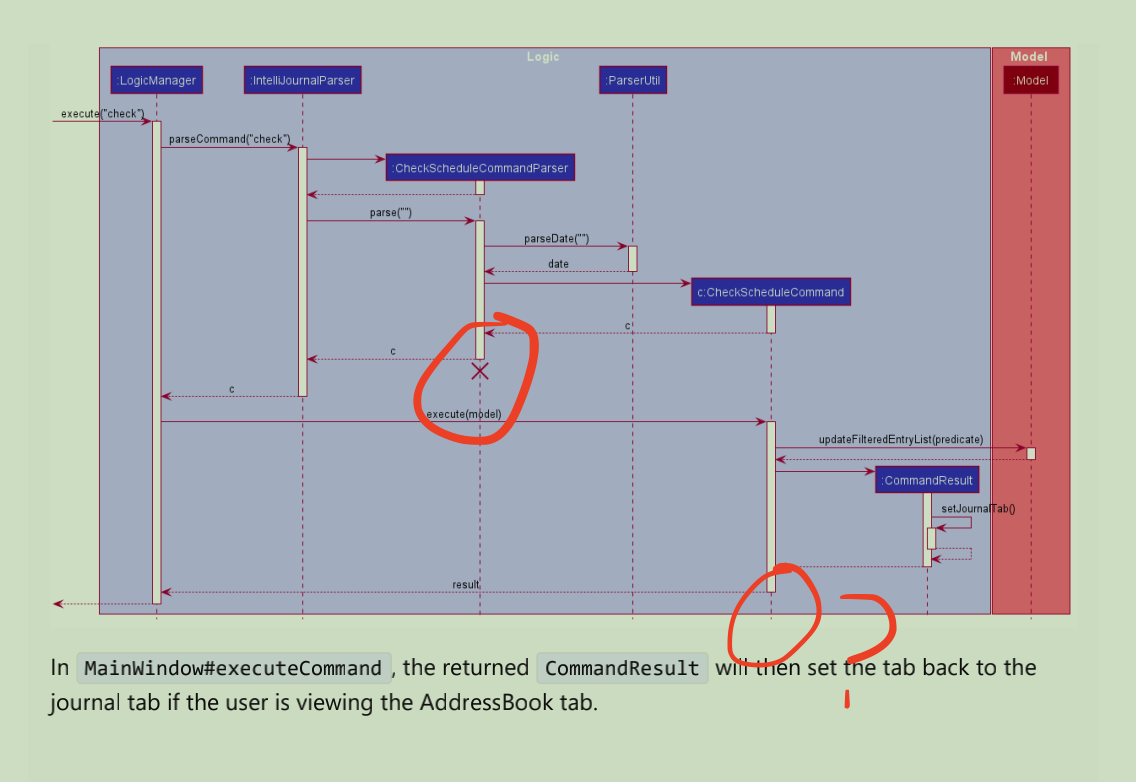 Logic
Model
:LogicManager
:IntelliJournalParser
:ParserUtil
:Model
execute("check")
parseCommand("check")
:CheckScheduleCommandParser
parse("")
parseDate("")
date
c:CheckScheduleCommand
c
c
c
execute(model)
updateFilteredEntryList(predicate)
:CommandResult
setJournalTab()
result
In MainWindow#executeCommand, the returned CommandResult will then set the tab back to the
journal tab if the user is viewing the AddressBook tab.